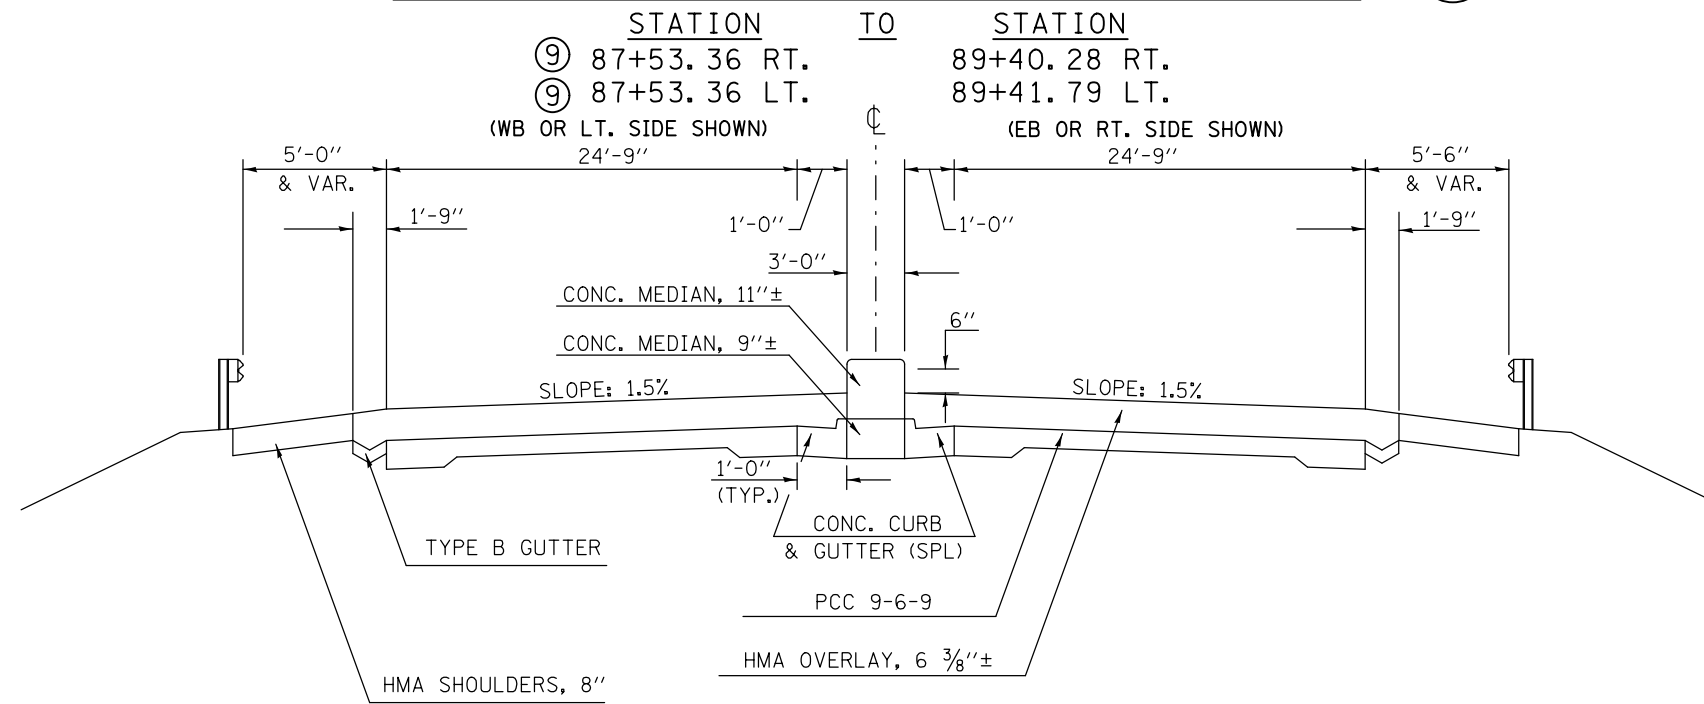 STATION TO STATION
9 87+53.36 RT. 89+40.28 RT.
9 87+53.36 LT. 89+41.79 LT.
℄
(WB OR LT. SIDE SHOWN) (EB OR RT. SIDE SHOWN)
5'-0" 24'-9" 24'-9" 5'-6"
& VAR. & VAR.
1'-9" 1'-0" 1'-0" 1'-9"
3'-0"
CONC. MEDIAN, 11"±
6"
CONC. MEDIAN, 9"±
SLOPE: 1.5% SLOPE: 1.5%
1'-0"
(TYP.)
CONC. CURB
& GUTTER (SPL)
TYPE B GUTTER
PCC 9-6-9
HMA OVERLAY, 6 3/8"±
HMA SHOULDERS, 8"